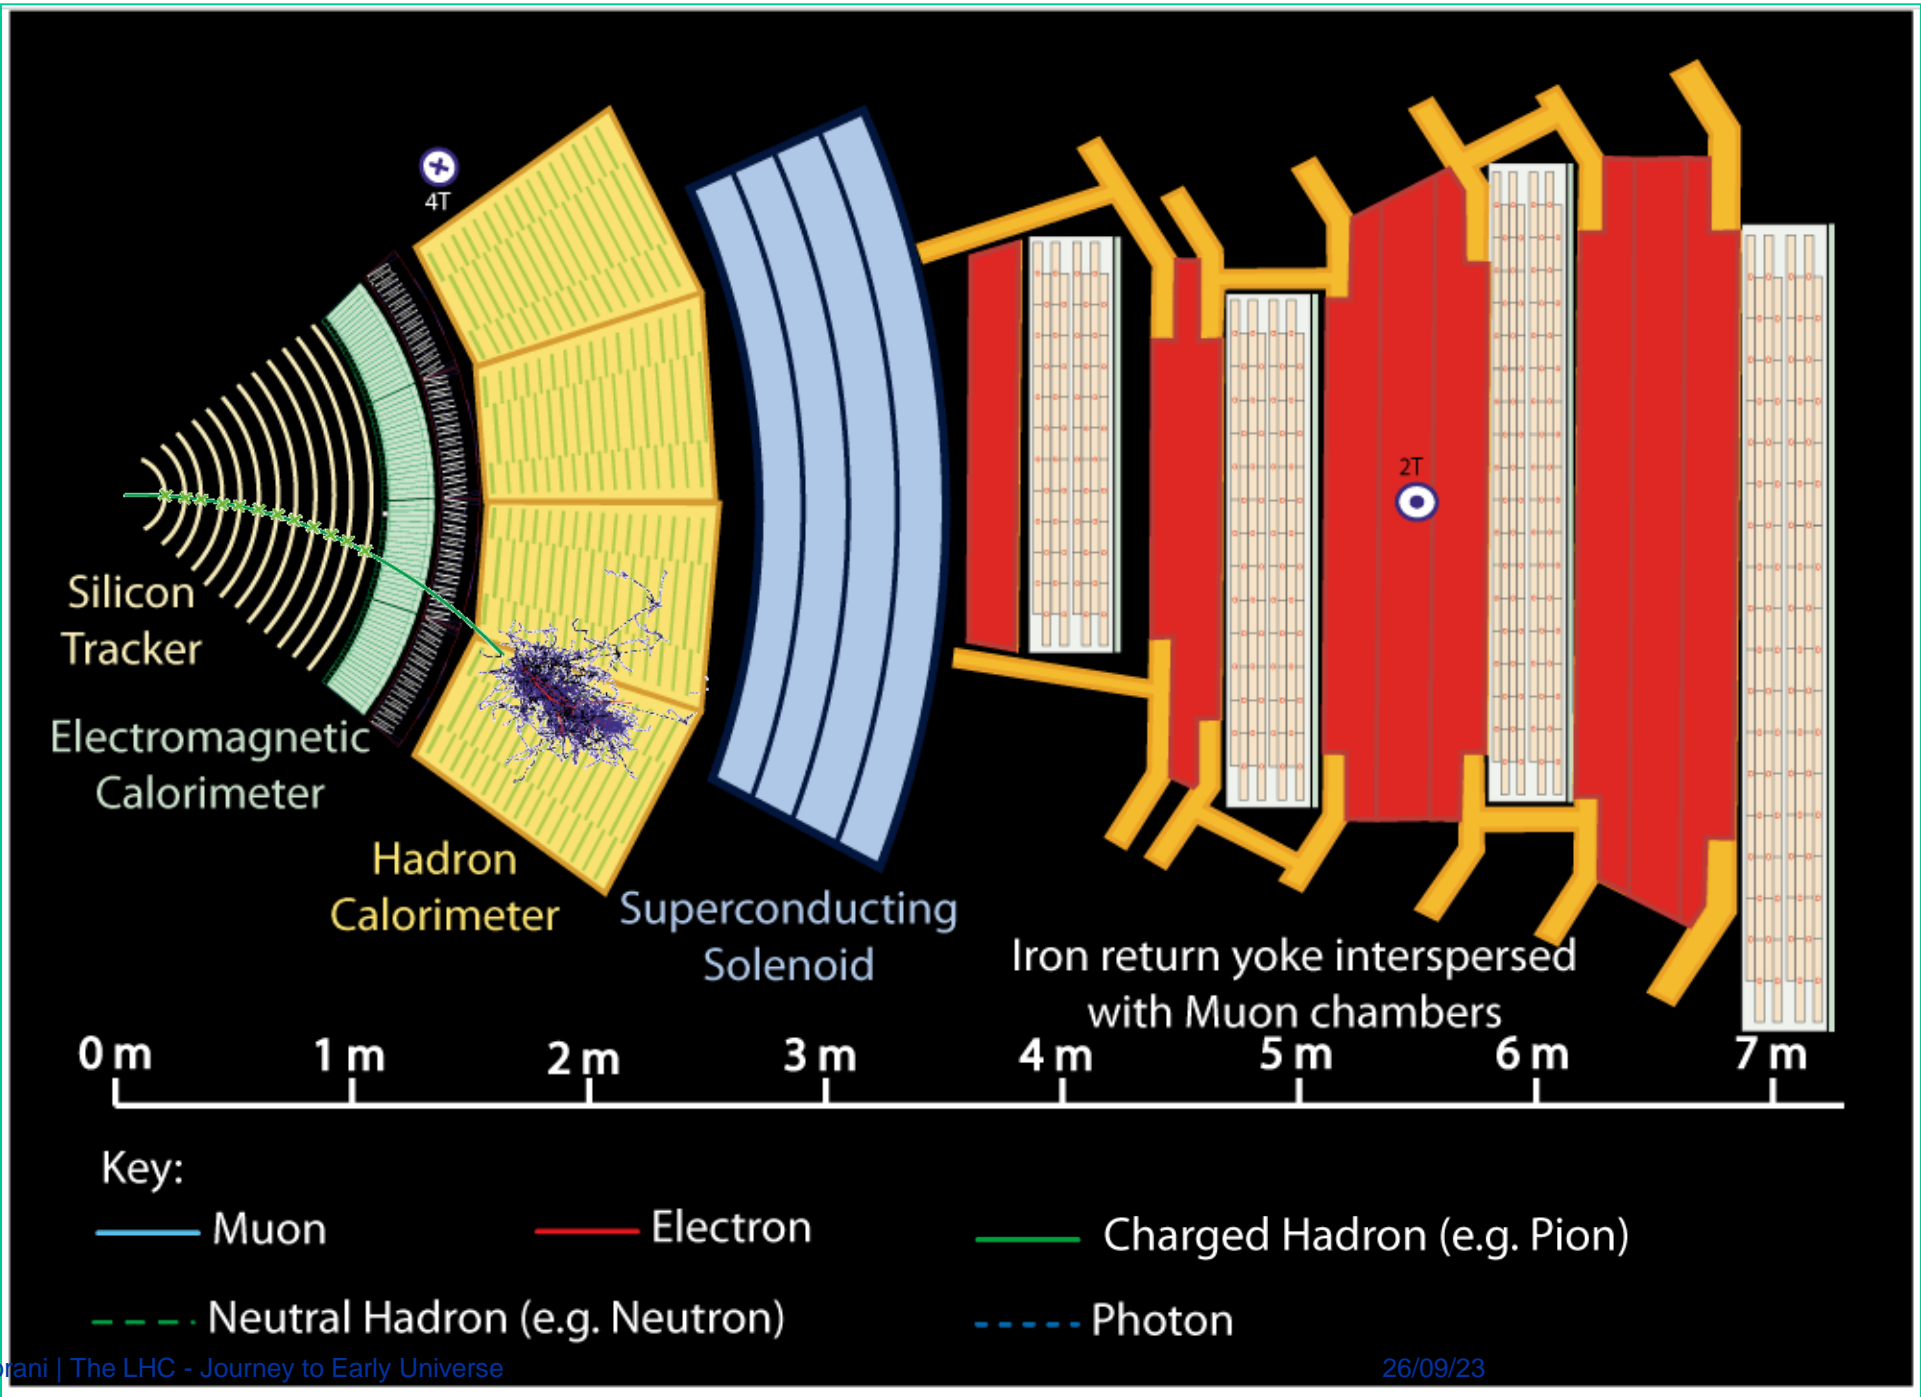 4T
2T
Silicon
Tracker
Electromagnetic
Calorimeter
Hadron
Calorimeter
Superconducting
Solenoid
Iron return yoke interspersed
with Muon chambers
0 m 1 m 2 m 3 m 4 m 5 m 6 m 7 m
Key:
Muon Electron Charged Hadron (e.g. Pion)
Neutral Hadron (e.g. Neutron) Photon
| The LHC - Journey to Early Universe 26/09/23